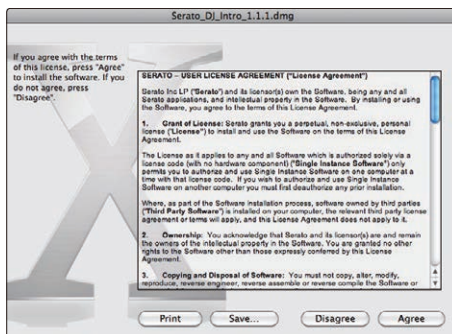 Serato_DJ_Intro_1.1.1.dmg
If you agree with the terms
of this license, press "Agree"
to install the software. If you
do not agree, press
"Disagree".
SERATO – USER LICENSE AGREEMENT ("License Agreement")
Serato Inc LP ("Serato") and its licensor(s) own the Software, being any and all
Serato applications, and intellectual property in the Software. By installing or using
the Software, you agree to the terms of this License Agreement.
1. Grant of License: Serato grants you a perpetual, non-exclusive, personal
license ("License") to install and use the Software on the terms of this License
Agreement.
The License as it applies to any and all Software which is authorized solely via a
license code (with no hardware component) ("Single Instance Software") only
permits you to authorize and use Single Instance Software on one computer at a
time with that license code. If you wish to authorize and use Single Instance
Software on another computer you must first deauthorize any prior installation.
Where, as part of the Software installation process, software owned by third parties
("Third Party Software") is installed on your computer, the relevant third party license
agreement or terms will apply, and this License Agreement does not apply to it.
2. Ownership: You acknowledge that Serato and its licensor(s) are and remain
the owners of the intellectual property in the Software. You are granted no other
rights to the Software other than those expressly conferred by this License
Agreement.
3. Copying and Disposal of Software: You must not copy, alter, modify,
reproduce, reverse engineer, reverse assemble or reverse compile the Software or
Print Save... Disagree Agree